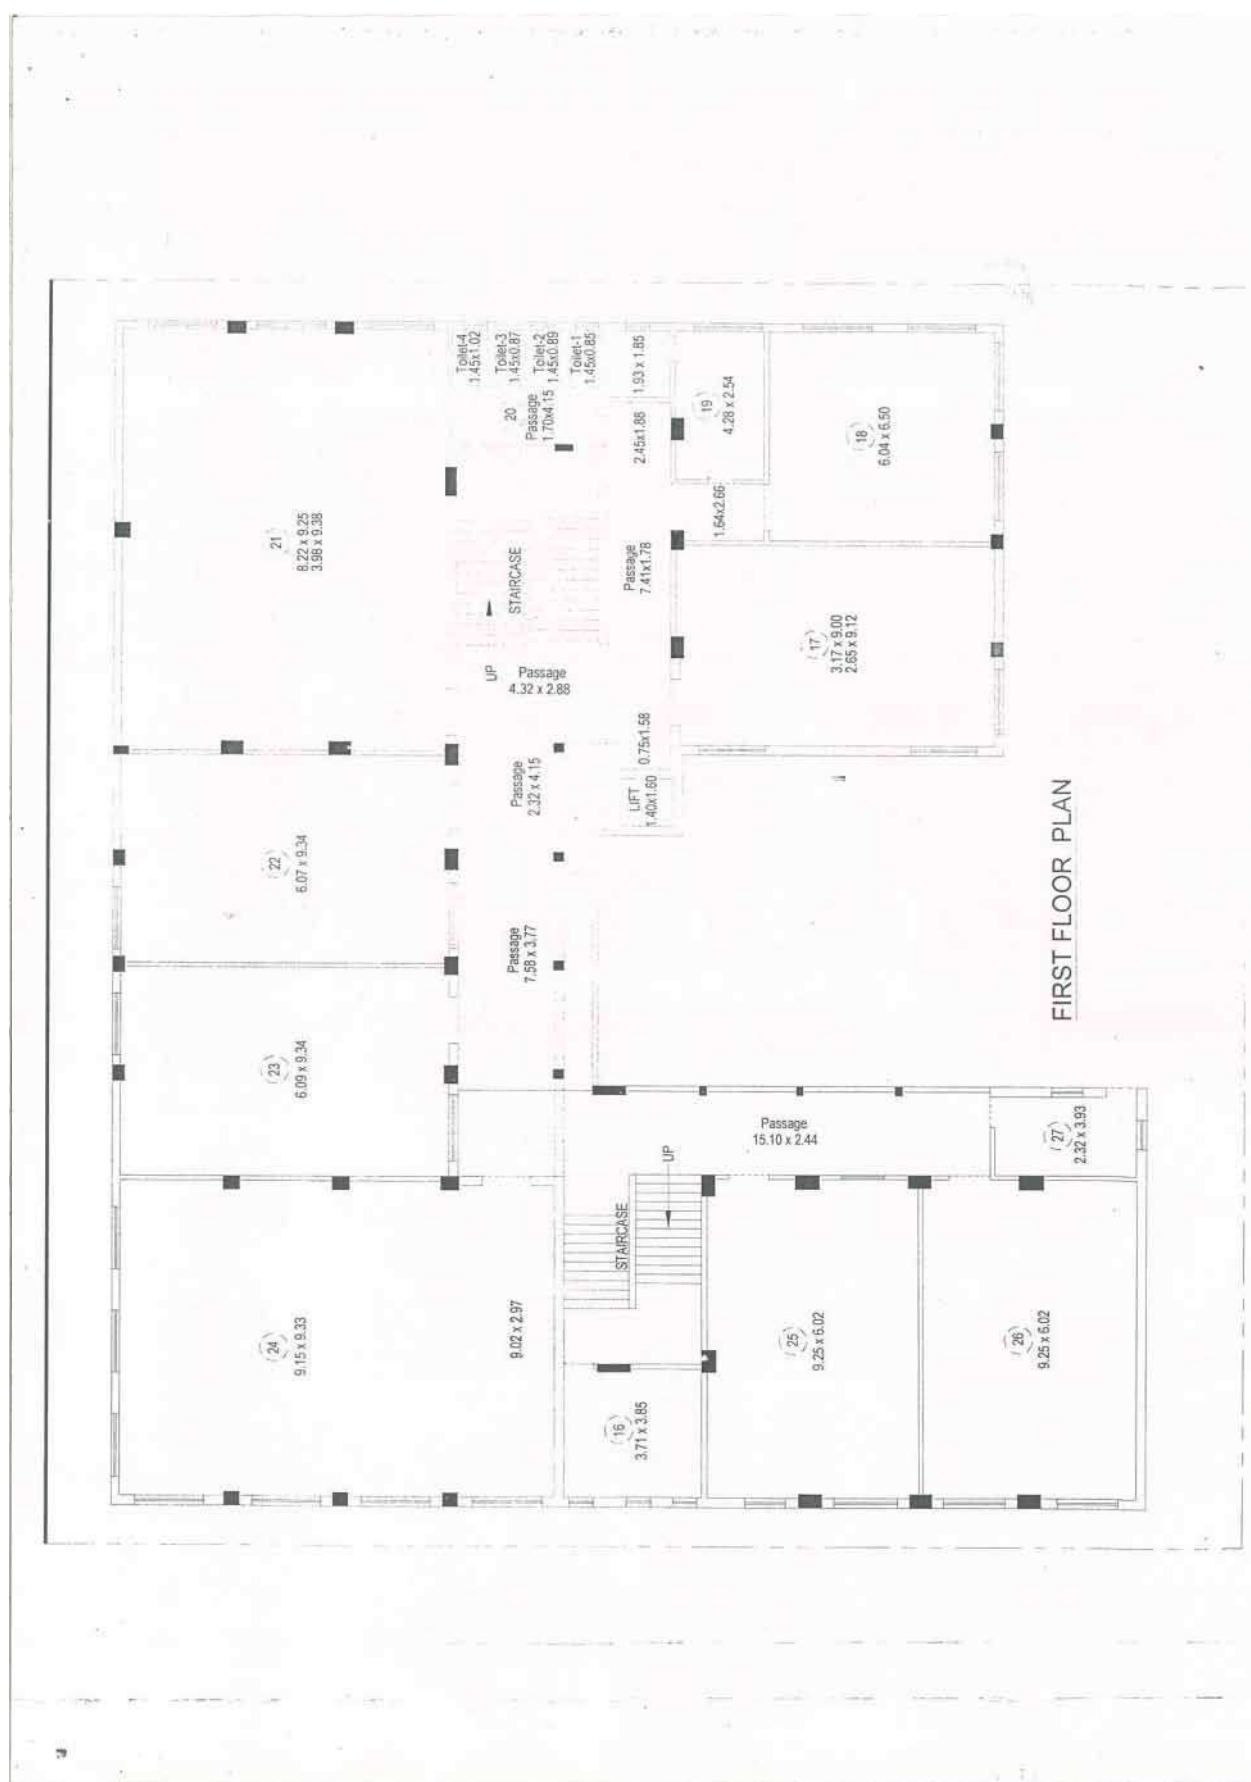 24
9.15 x 9.33
9.02 x 2.97
23
6.09 x 9.34
22
6.07 x 9.34
21
8.22 x 9.25
3.98 x 9.38
Passage
7.58 x 3.77
Passage
2.32 x 4.15
UP
Passage
4.32 x 2.88
STAIRCASE
20
Passage
1.70x4.15
Toilet-4
1.45x1.02
Toilet-3
1.45x0.87
Toilet-2
1.45x0.89
Toilet-1
1.45x0.85
16
3.71 x 3.85
STAIRCASE
UP
LIFT
1.40x1.60
0.75x1.58
Passage
7.41x1.78
2.45x1.88
1.93 x 1.85
1.64x2.66
19
4.28 x 2.54
25
9.25 x 6.02
Passage
15.10 x 2.44
17
3.17 x 9.00
2.65 x 9.12
18
6.04 x 6.50
26
9.25 x 6.02
27
2.32 x 3.93
FIRST FLOOR PLAN